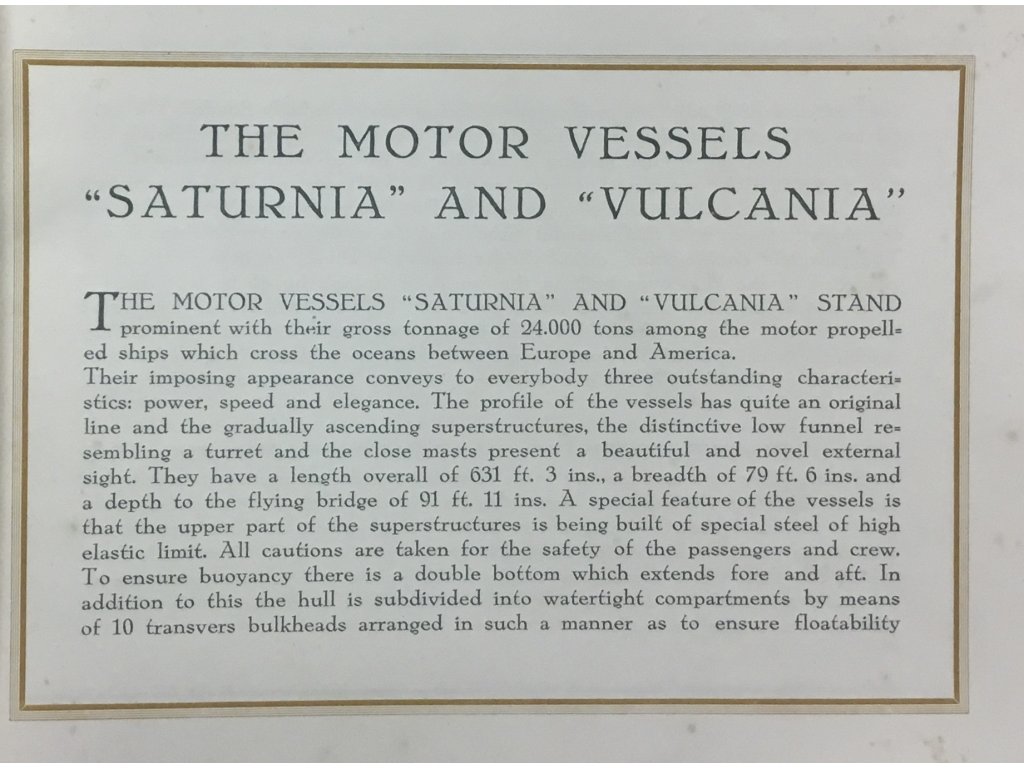 THE MOTOR VESSELS
“SATURNIA” AND “VULCANIA”
THE MOTOR VESSELS “SATURNIA” AND “VULCANIA” STAND
prominent with their gross tonnage of 24.000 tons among the motor propell=
ed ships which cross the oceans between Europe and America.
Their imposing appearance conveys to everybody three outstanding characteri=
stics: power, speed and elegance. The profile of the vessels has quite an original
line and the gradually ascending superstructures, the distinctive low funnel re=
sembling a turret and the close masts present a beautiful and novel external
sight. They have a length overall of 631 ft. 3 ins., a breadth of 79 ft. 6 ins. and
a depth to the flying bridge of 91 ft. 11 ins. A special feature of the vessels is
that the upper part of the superstructures is being built of special steel of high
elastic limit. All cautions are taken for the safety of the passengers and crew.
To ensure buoyancy there is a double bottom which extends fore and aft. In
addition to this the hull is subdivided into watertight compartments by means
of 10 transvers bulkheads arranged in such a manner as to ensure floatability